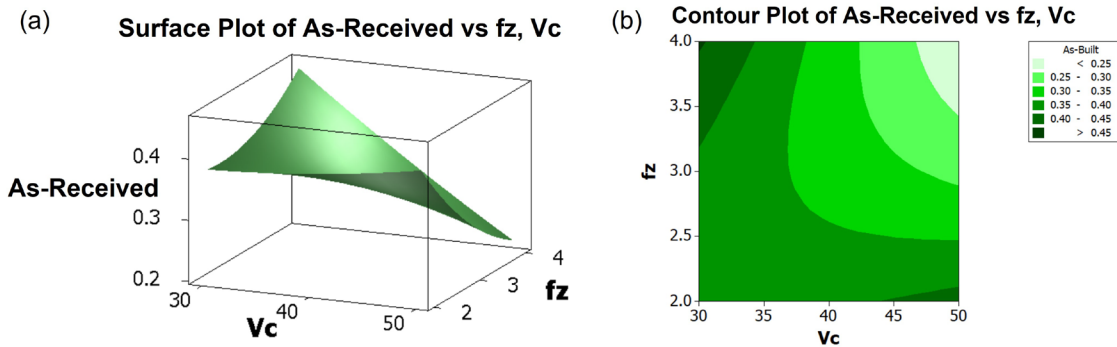 (a)
Surface Plot of As-Received vs fz, Vc
As-Received
0.4
0.3
0.2
30
40
50
Vc
2
3
4
fz
(b)
Contour Plot of As-Received vs fz, Vc
4.0
3.5
3.0
2.5
2.0
fz
30 35 40 45 50
Vc
As-Built
< 0.25
0.25 - 0.30
0.30 - 0.35
0.35 - 0.40
0.40 - 0.45
> 0.45